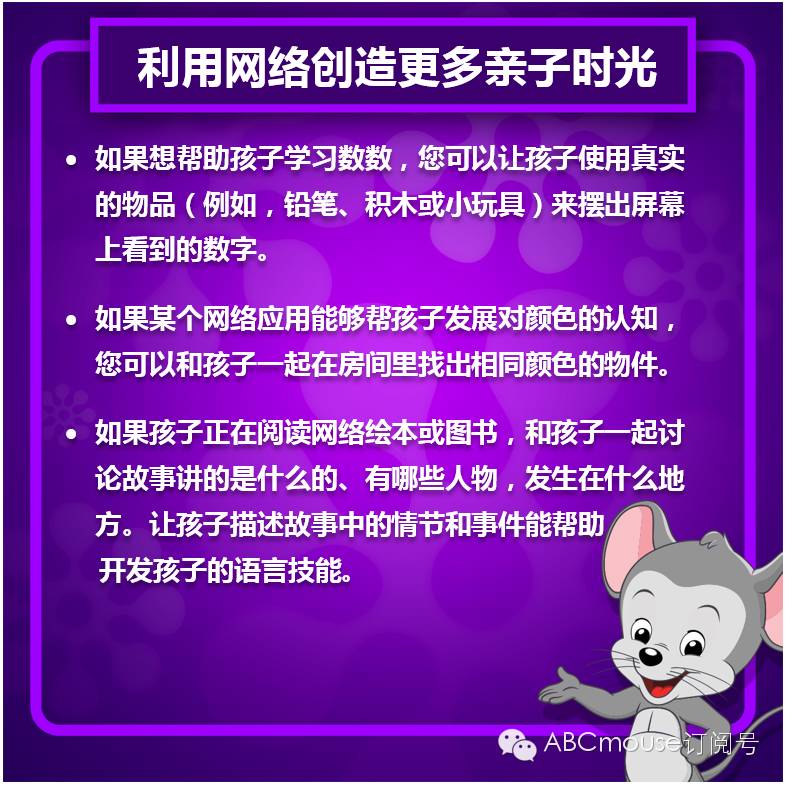 利用网络创造更多亲子时光
• 如果想帮助孩子学习数数，您可以让孩子使用真实
的物品（例如，铅笔、积木或小玩具）来摆出屏幕
上看到的数字。
• 如果某个网络应用能够帮孩子发展对颜色的认知，
您可以和孩子一起在房间里找出相同颜色的物件。
• 如果孩子正在阅读网络绘本或图书，和孩子一起讨
论故事讲的是什么的、有哪些人物，发生在什么地
方。让孩子描述故事中的情节和事件能帮助
开发孩子的语言技能。
ABCmouse订阅号